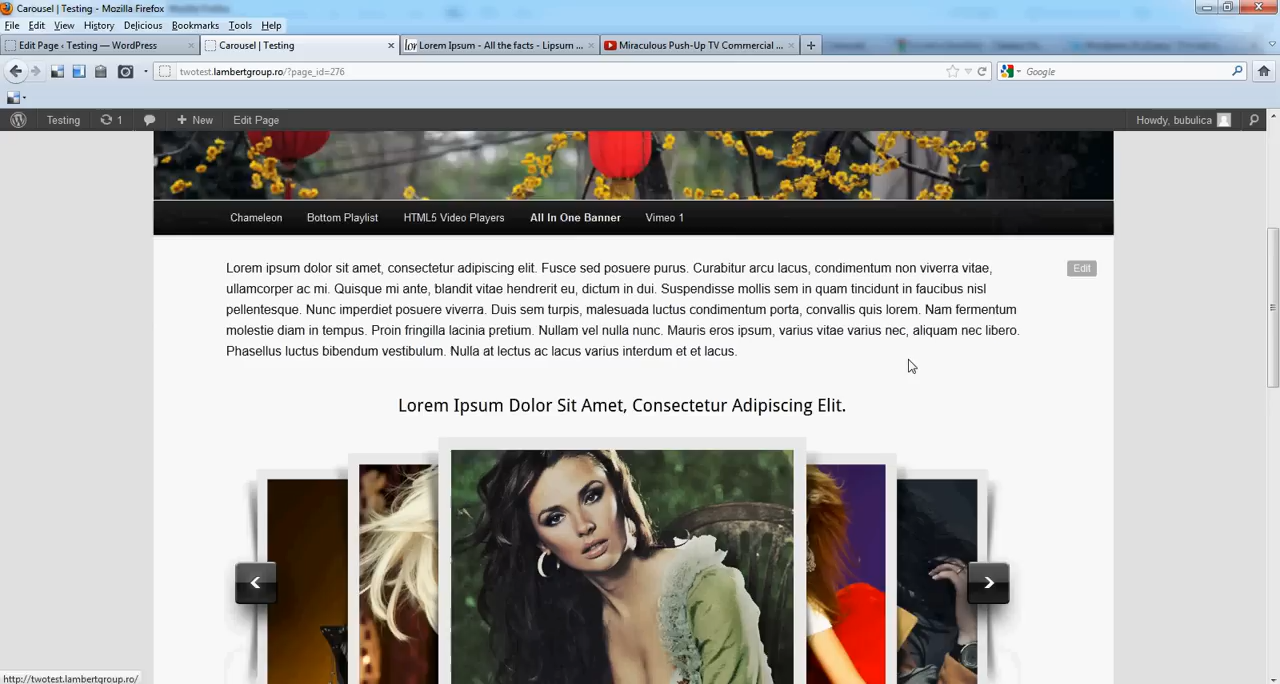 Carousel | Testing - Mozilla Firefox
File Edit View History Delicious Bookmarks Tools Help
Edit Page ‹ Testing — WordPress
Carousel | Testing
Lorem Ipsum - All the facts - Lipsum ...
Miraculous Push-Up TV Commercial ...
twotest.lambertgroup.ro/?page_id=276
Google
Testing 1 New Edit Page Howdy, bubulica
Chameleon Bottom Playlist HTML5 Video Players All In One Banner Vimeo 1
Lorem ipsum dolor sit amet, consectetur adipiscing elit. Fusce sed posuere purus. Curabitur arcu lacus, condimentum non viverra vitae,
Edit
ullamcorper ac mi. Quisque mi ante, blandit vitae hendrerit eu, dictum in dui. Suspendisse mollis sem in quam tincidunt in faucibus nisl
pellentesque. Nunc imperdiet posuere viverra. Duis sem turpis, malesuada luctus condimentum porta, convallis quis lorem. Nam fermentum
molestie diam in tempus. Proin fringilla lacinia pretium. Nullam vel nulla nunc. Mauris eros ipsum, varius vitae varius nec, aliquam nec libero.
Phasellus luctus bibendum vestibulum. Nulla at lectus ac lacus varius interdum et et lacus.
Lorem Ipsum Dolor Sit Amet, Consectetur Adipiscing Elit.
http://twotest.lambertgroup.ro/